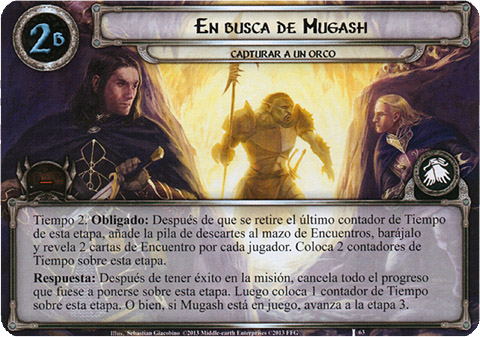 2B
EN BUSCA DE MUGASH
CAPTURAR A UN ORCO
Tiempo 2. Obligado: Después de que se retire el último contador de Tiempo
de esta etapa, añade la pila de descartes al mazo de Encuentros, barájalo
y revela 2 cartas de Encuentro por cada jugador. Coloca 2 contadores de
Tiempo sobre esta etapa.
Respuesta: Después de tener éxito en la misión, cancela todo el progreso
que fuese a ponerse sobre esta etapa. Luego coloca 1 contador de Tiempo
sobre esta etapa. O bien, si Mugash está en juego, avanza a la etapa 3.
Illus. Sebastian Giacobino ©2013 Middle-earth Enterprises ©2013 FFG 63